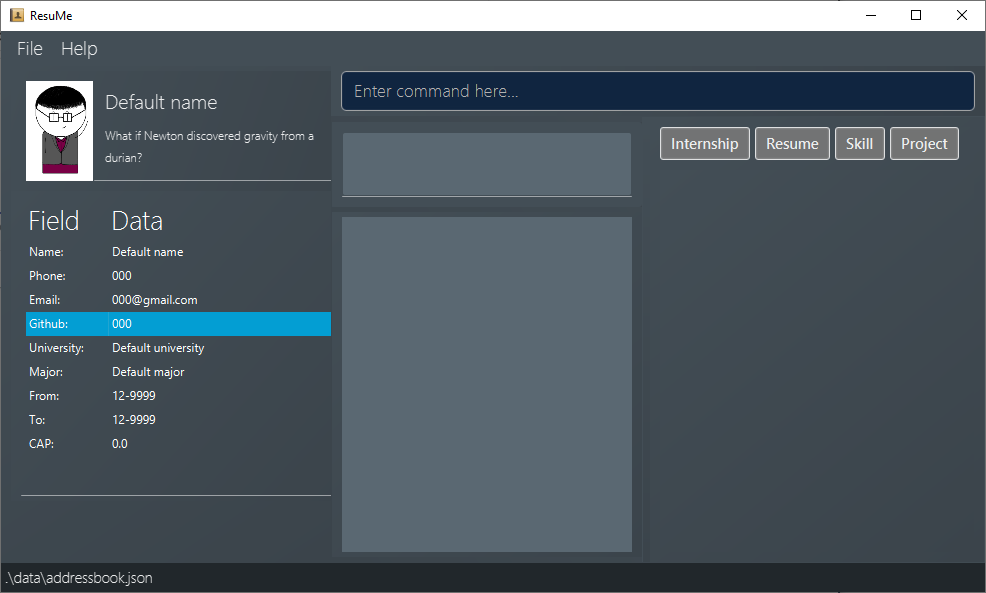 ResuMe
File Help
Default name
What if Newton discovered gravity from a
durian?
Enter command here...
Internship Resume Skill Project
Field Data
Name: Default name
Phone: 000
Email: 000@gmail.com
Github: 000
University: Default university
Major: Default major
From: 12-9999
To: 12-9999
CAP: 0.0
.\data\addressbook.json